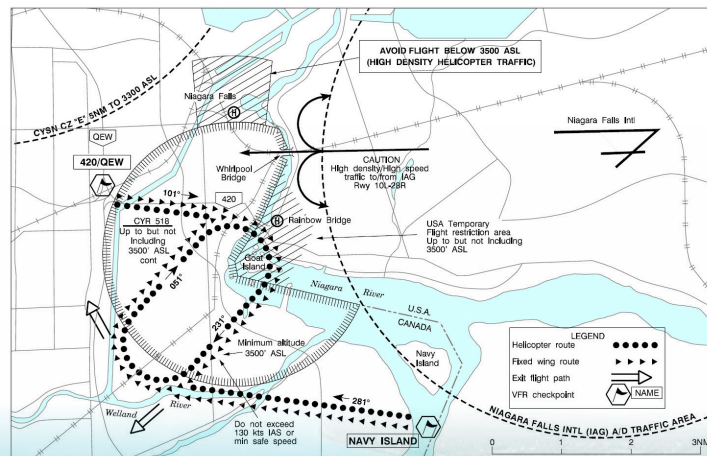 AVOID FLIGHT BELOW 3500 ASL
(HIGH DENSITY HELICOPTER TRAFFIC)
CYSN CZ "E" 5NM TO 3300 ASL
Niagara Falls
H
Niagara Falls Intl
QEW
420/QEW
Whirlpool
Bridge
CAUTION
High density/High speed
traffic to/from IAG
Rwy 10L-28R
101°
420
CYR 518
Up to but not
Including
3500' ASL
cont
H
Rainbow Bridge
USA Temporary
Flight restriction area
Up to but not Including
3500' ASL
Goat
Island
051°
Niagara River
U.S.A.
CANADA
231°
Minimum altitude
3500' ASL
Navy
Island
LEGEND
Helicopter route
Fixed wing route
Exit flight path
VFR checkpoint
NAME
Welland River
281°
Do not exceed
130 kts IAS or
min safe speed
NAVY ISLAND
NIAGARA FALLS INTL (IAG) A/D TRAFFIC AREA
0 1 2 3NM